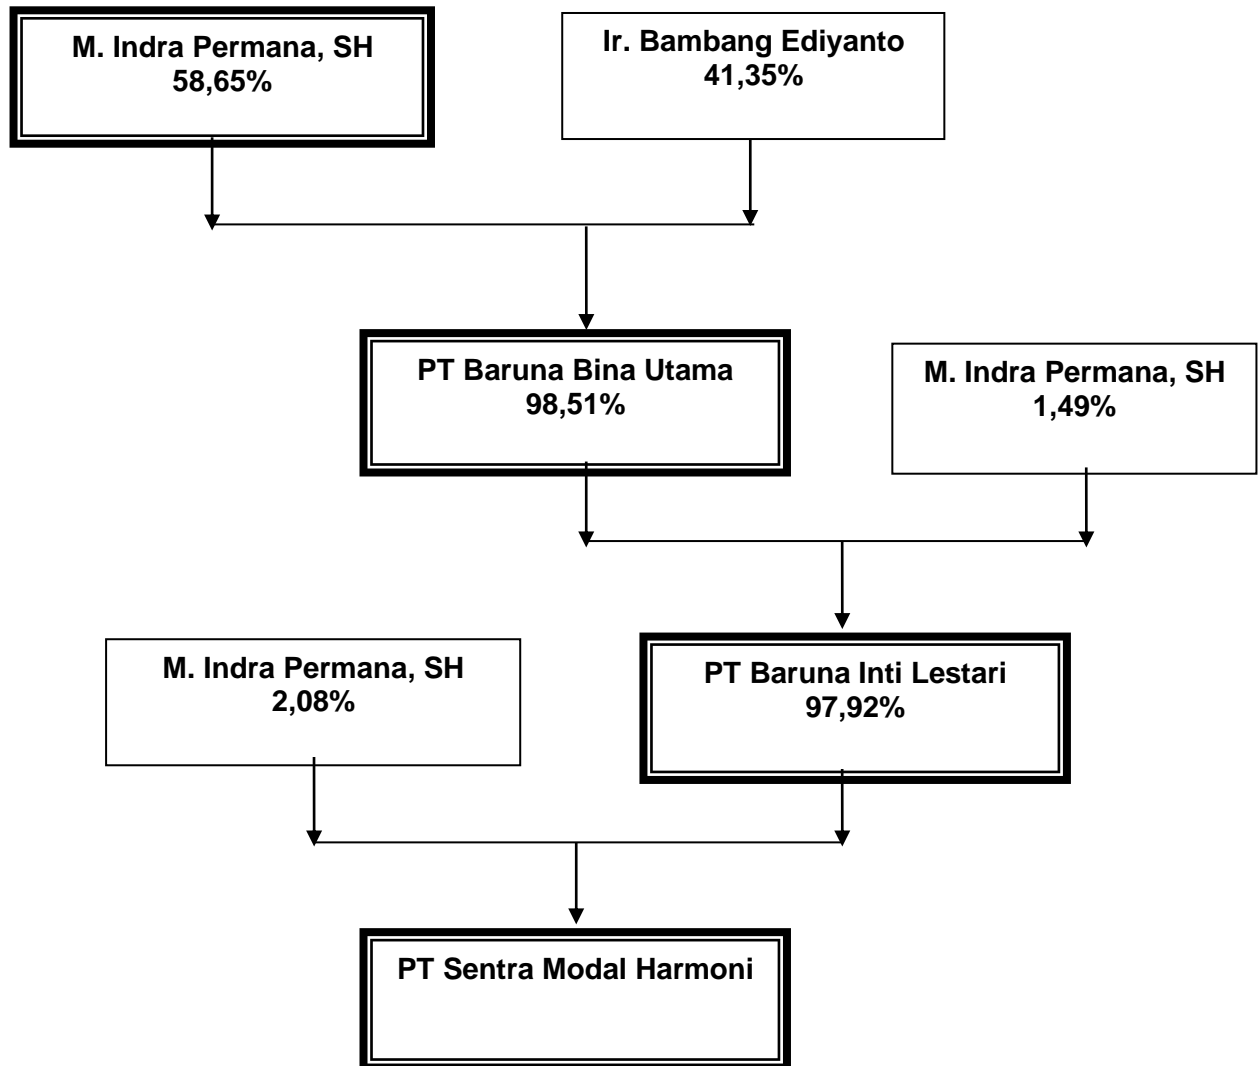 M. Indra Permana, SH
58,65%
Ir. Bambang Ediyanto
41,35%
PT Baruna Bina Utama
98,51%
M. Indra Permana, SH
1,49%
M. Indra Permana, SH
2,08%
PT Baruna Inti Lestari
97,92%
PT Sentra Modal Harmoni